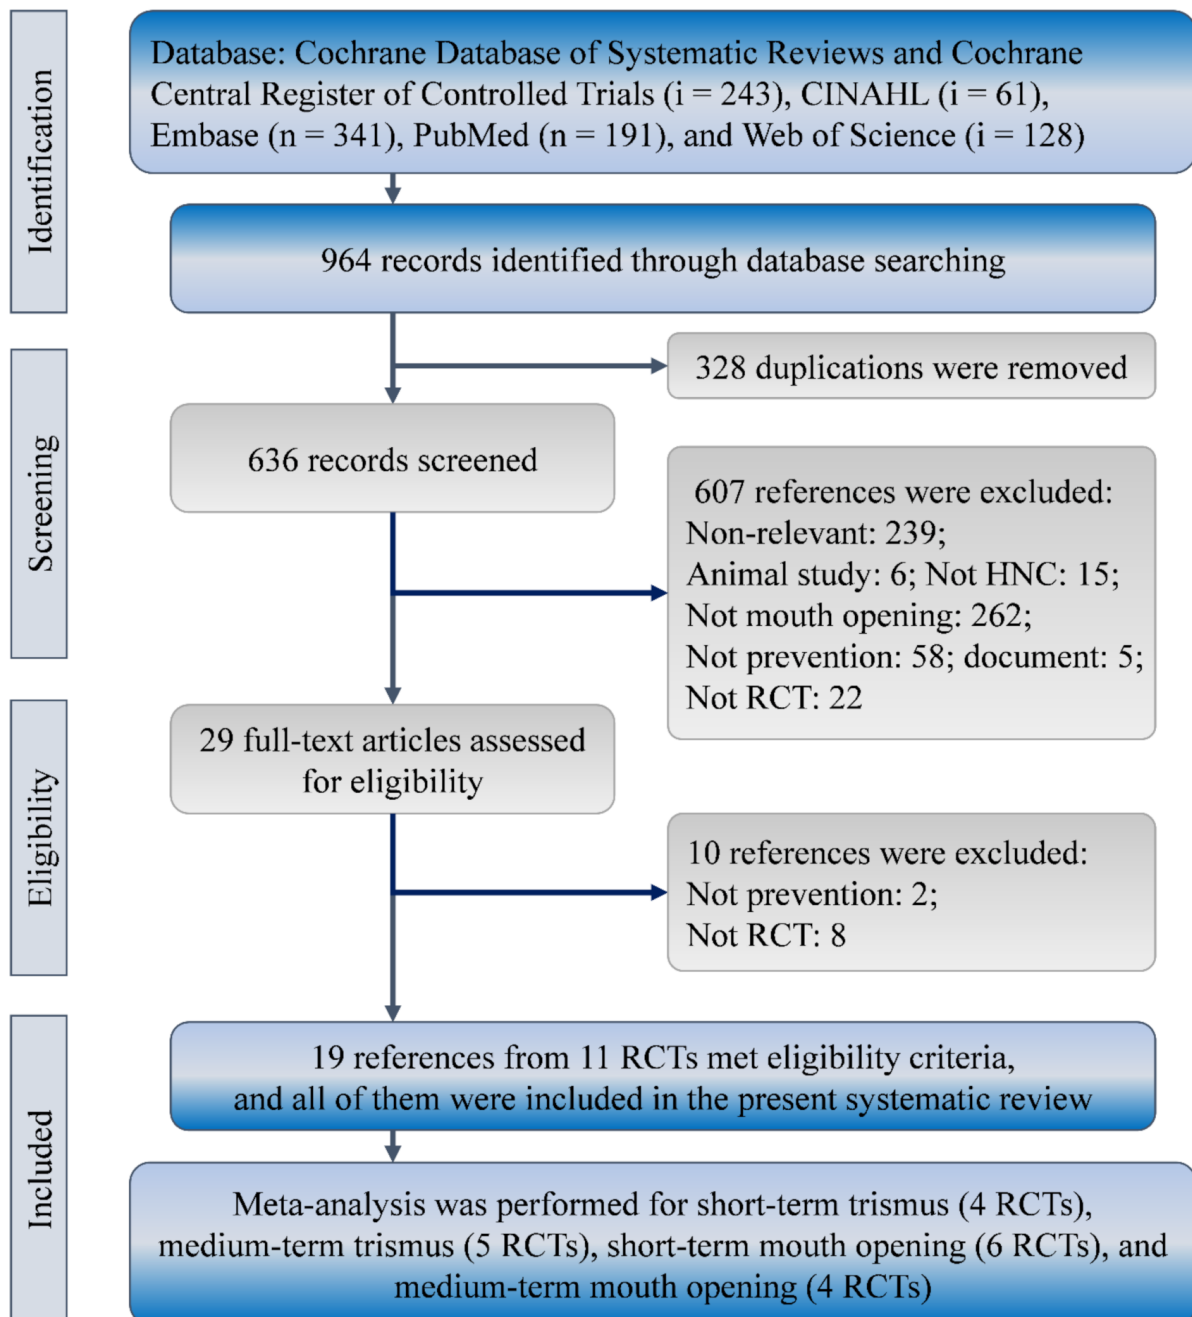 Identification
Database: Cochrane Database of Systematic Reviews and Cochrane
Central Register of Controlled Trials (i = 243), CINAHL (i = 61),
Embase (n = 341), PubMed (n = 191), and Web of Science (i = 128)
964 records identified through database searching
Screening
328 duplications were removed
636 records screened
607 references were excluded:
Non-relevant: 239;
Animal study: 6; Not HNC: 15;
Not mouth opening: 262;
Not prevention: 58; document: 5;
Not RCT: 22
Eligibility
29 full-text articles assessed
for eligibility
10 references were excluded:
Not prevention: 2;
Not RCT: 8
Included
19 references from 11 RCTs met eligibility criteria,
and all of them were included in the present systematic review
Meta-analysis was performed for short-term trismus (4 RCTs),
medium-term trismus (5 RCTs), short-term mouth opening (6 RCTs), and
medium-term mouth opening (4 RCTs)